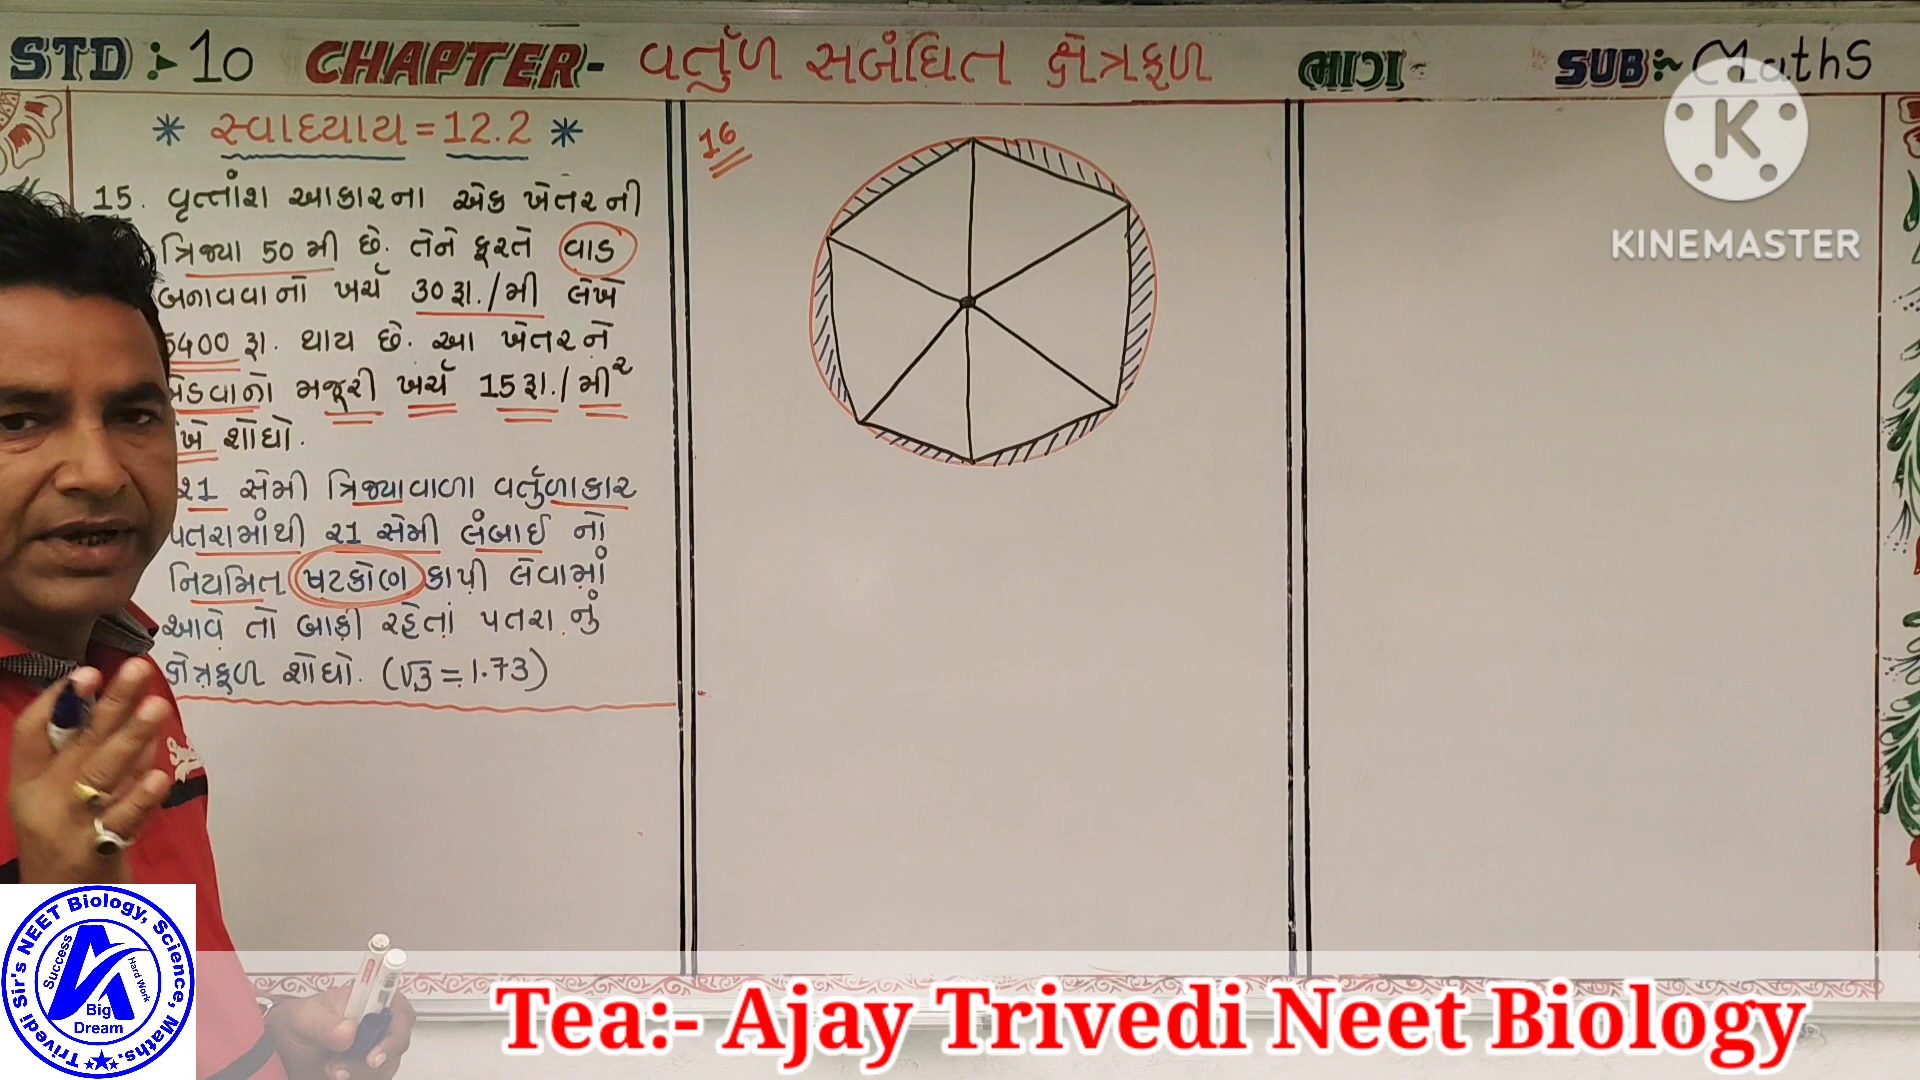 STD :- 10 CHAPTER- વર્તુળ સબંધિત ક્ષેત્રફળ ભાગ - SUB :~ Maths
* સ્વાધ્યાય = 12.2 *
15. વૃત્તાંશ આકારના એક ખેતરની
ત્રિજ્યા 50 મી છે. તેને ફરતે વાડ
બનાવવાનો ખર્ચ 30 રૂા. / મી લેખે
5400 રૂા. થાય છે. આ ખેતરને
ખેડવાનો મજૂરી ખર્ચ 15 રૂા. / મી²
શોધો.
21 સેમી ત્રિજ્યાવાળા વર્તુળાકાર
પતરામાંથી 21 સેમી લંબાઈ નો
નિયમિત ષટકોણ કાપી લેવામાં
આવે તો બાકી રહેતાં પતરા નું
ક્ષેત્રફળ શોધો. (√3 = 1.73)
16
K
KINEMASTER
Trivedi Sir's NEET Biology, Science, Maths.
Success
Hard Work
Big
Dream
Tea:- Ajay Trivedi Neet Biology